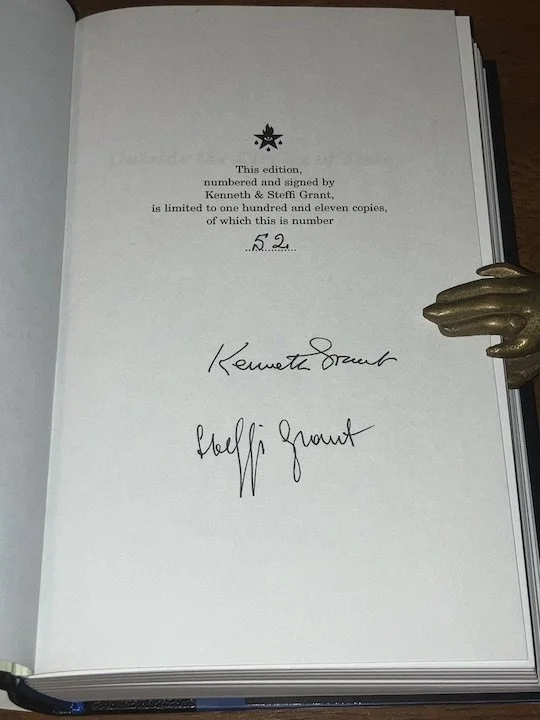 This edition,
numbered and signed by
Kenneth & Steffi Grant,
is limited to one hundred and eleven copies,
of which this is number
52
Kenneth Grant
Steffi Grant